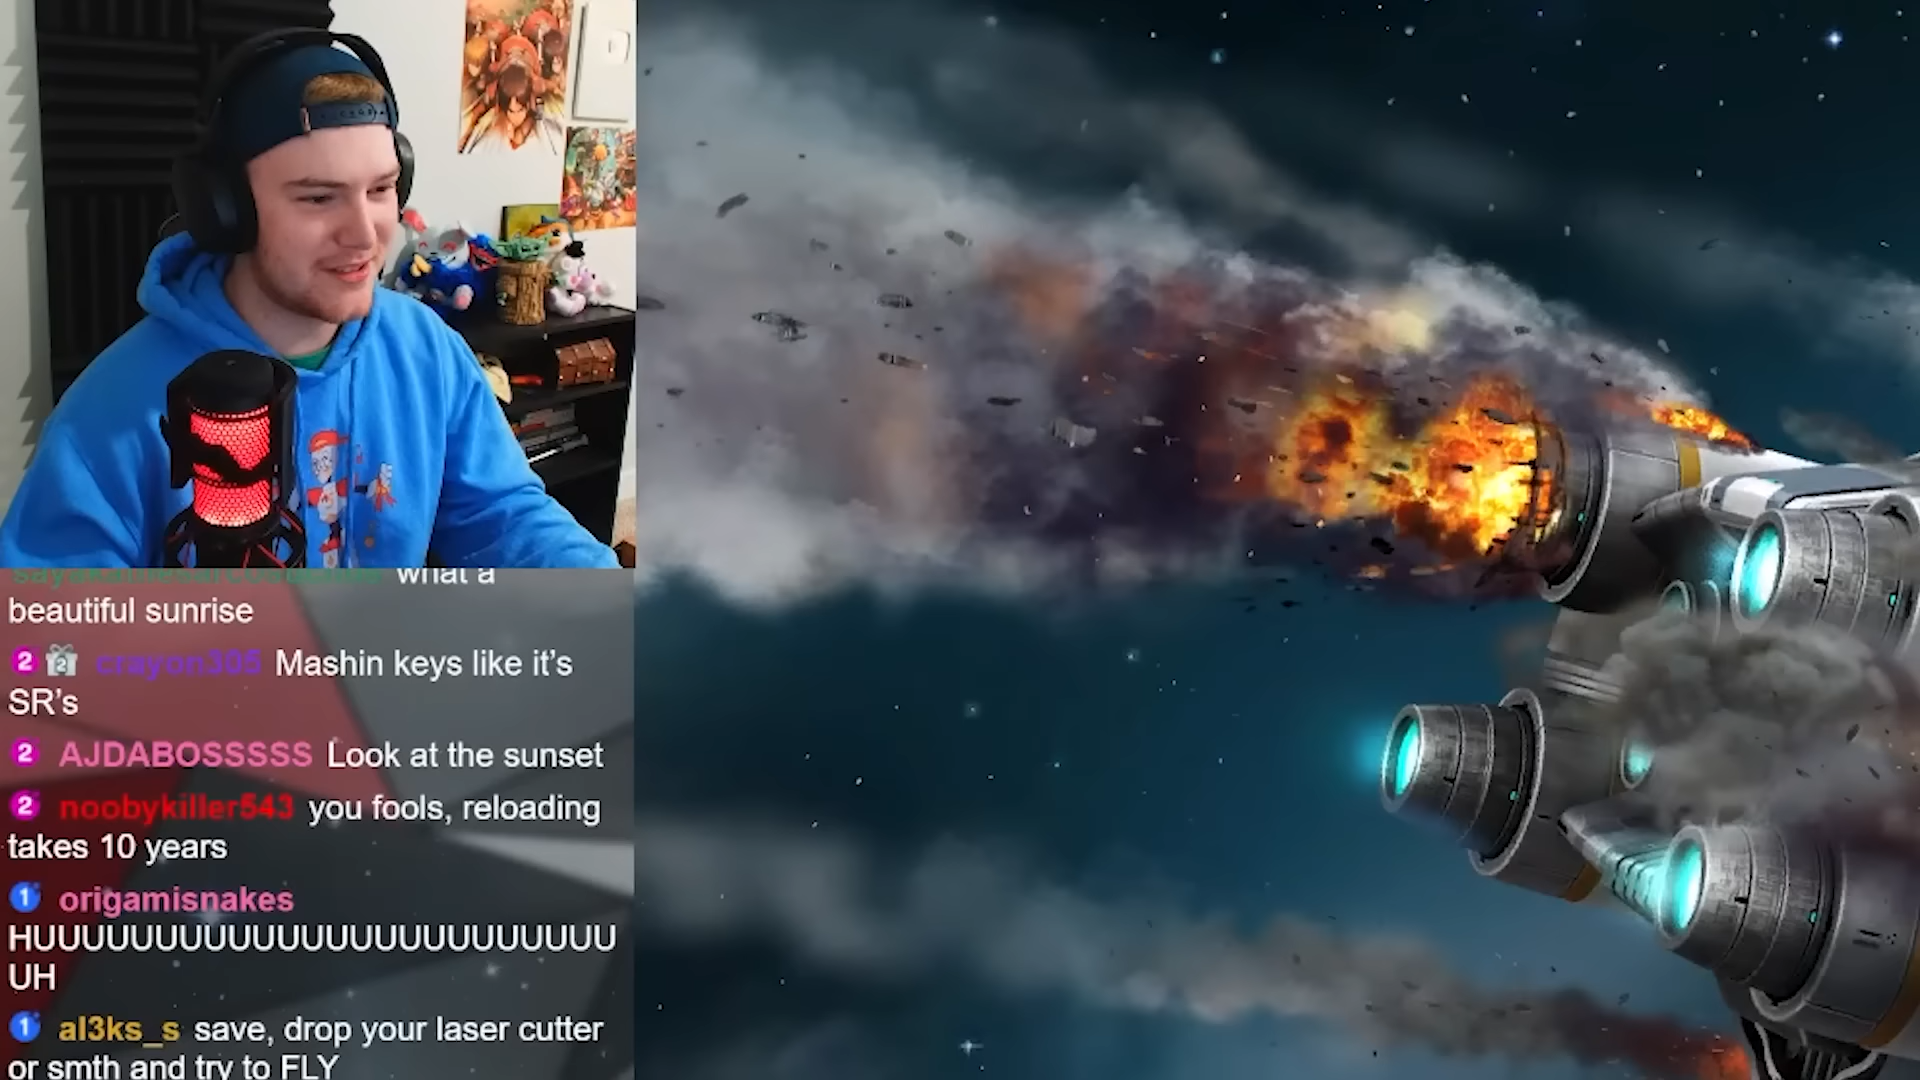 what a
beautiful sunrise
crayon305 Mashin keys like it's
SR's
AJDABOSSSSS Look at the sunset
noobykiller543 you fools, reloading
takes 10 years
origamisnakes
HUUUUUUUUUUUUUUUUUUUUUUUU
UH
al3ks_s save, drop your laser cutter
or smth and try to FLY